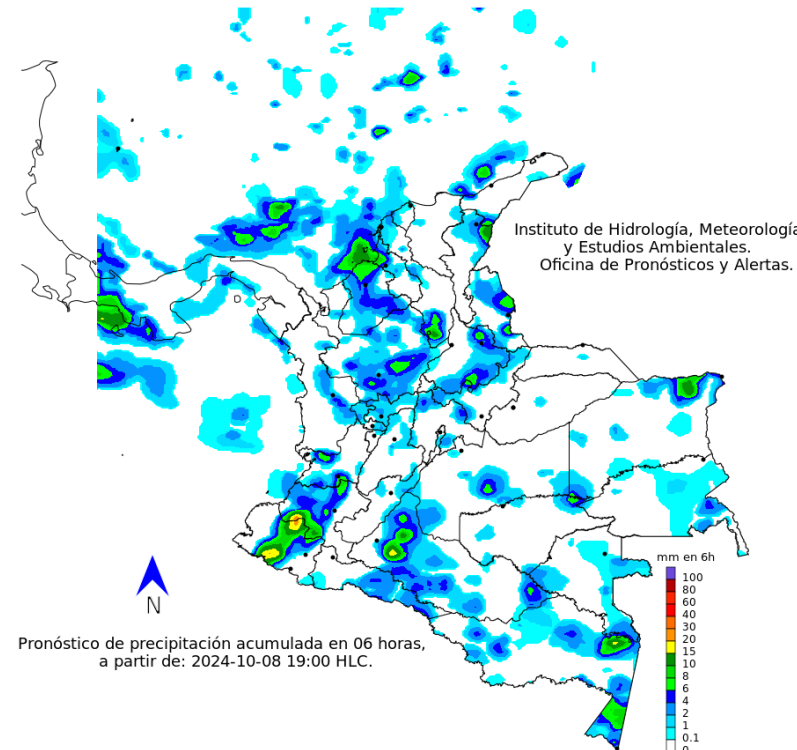 Instituto de Hidrología, Meteorología
y Estudios Ambientales.
Oficina de Pronósticos y Alertas.
mm en 6h
100
80
60
40
30
20
15
10
8
6
4
2
1
0.1
0
N
Pronóstico de precipitación acumulada en 06 horas,
a partir de: 2024-10-08 19:00 HLC.